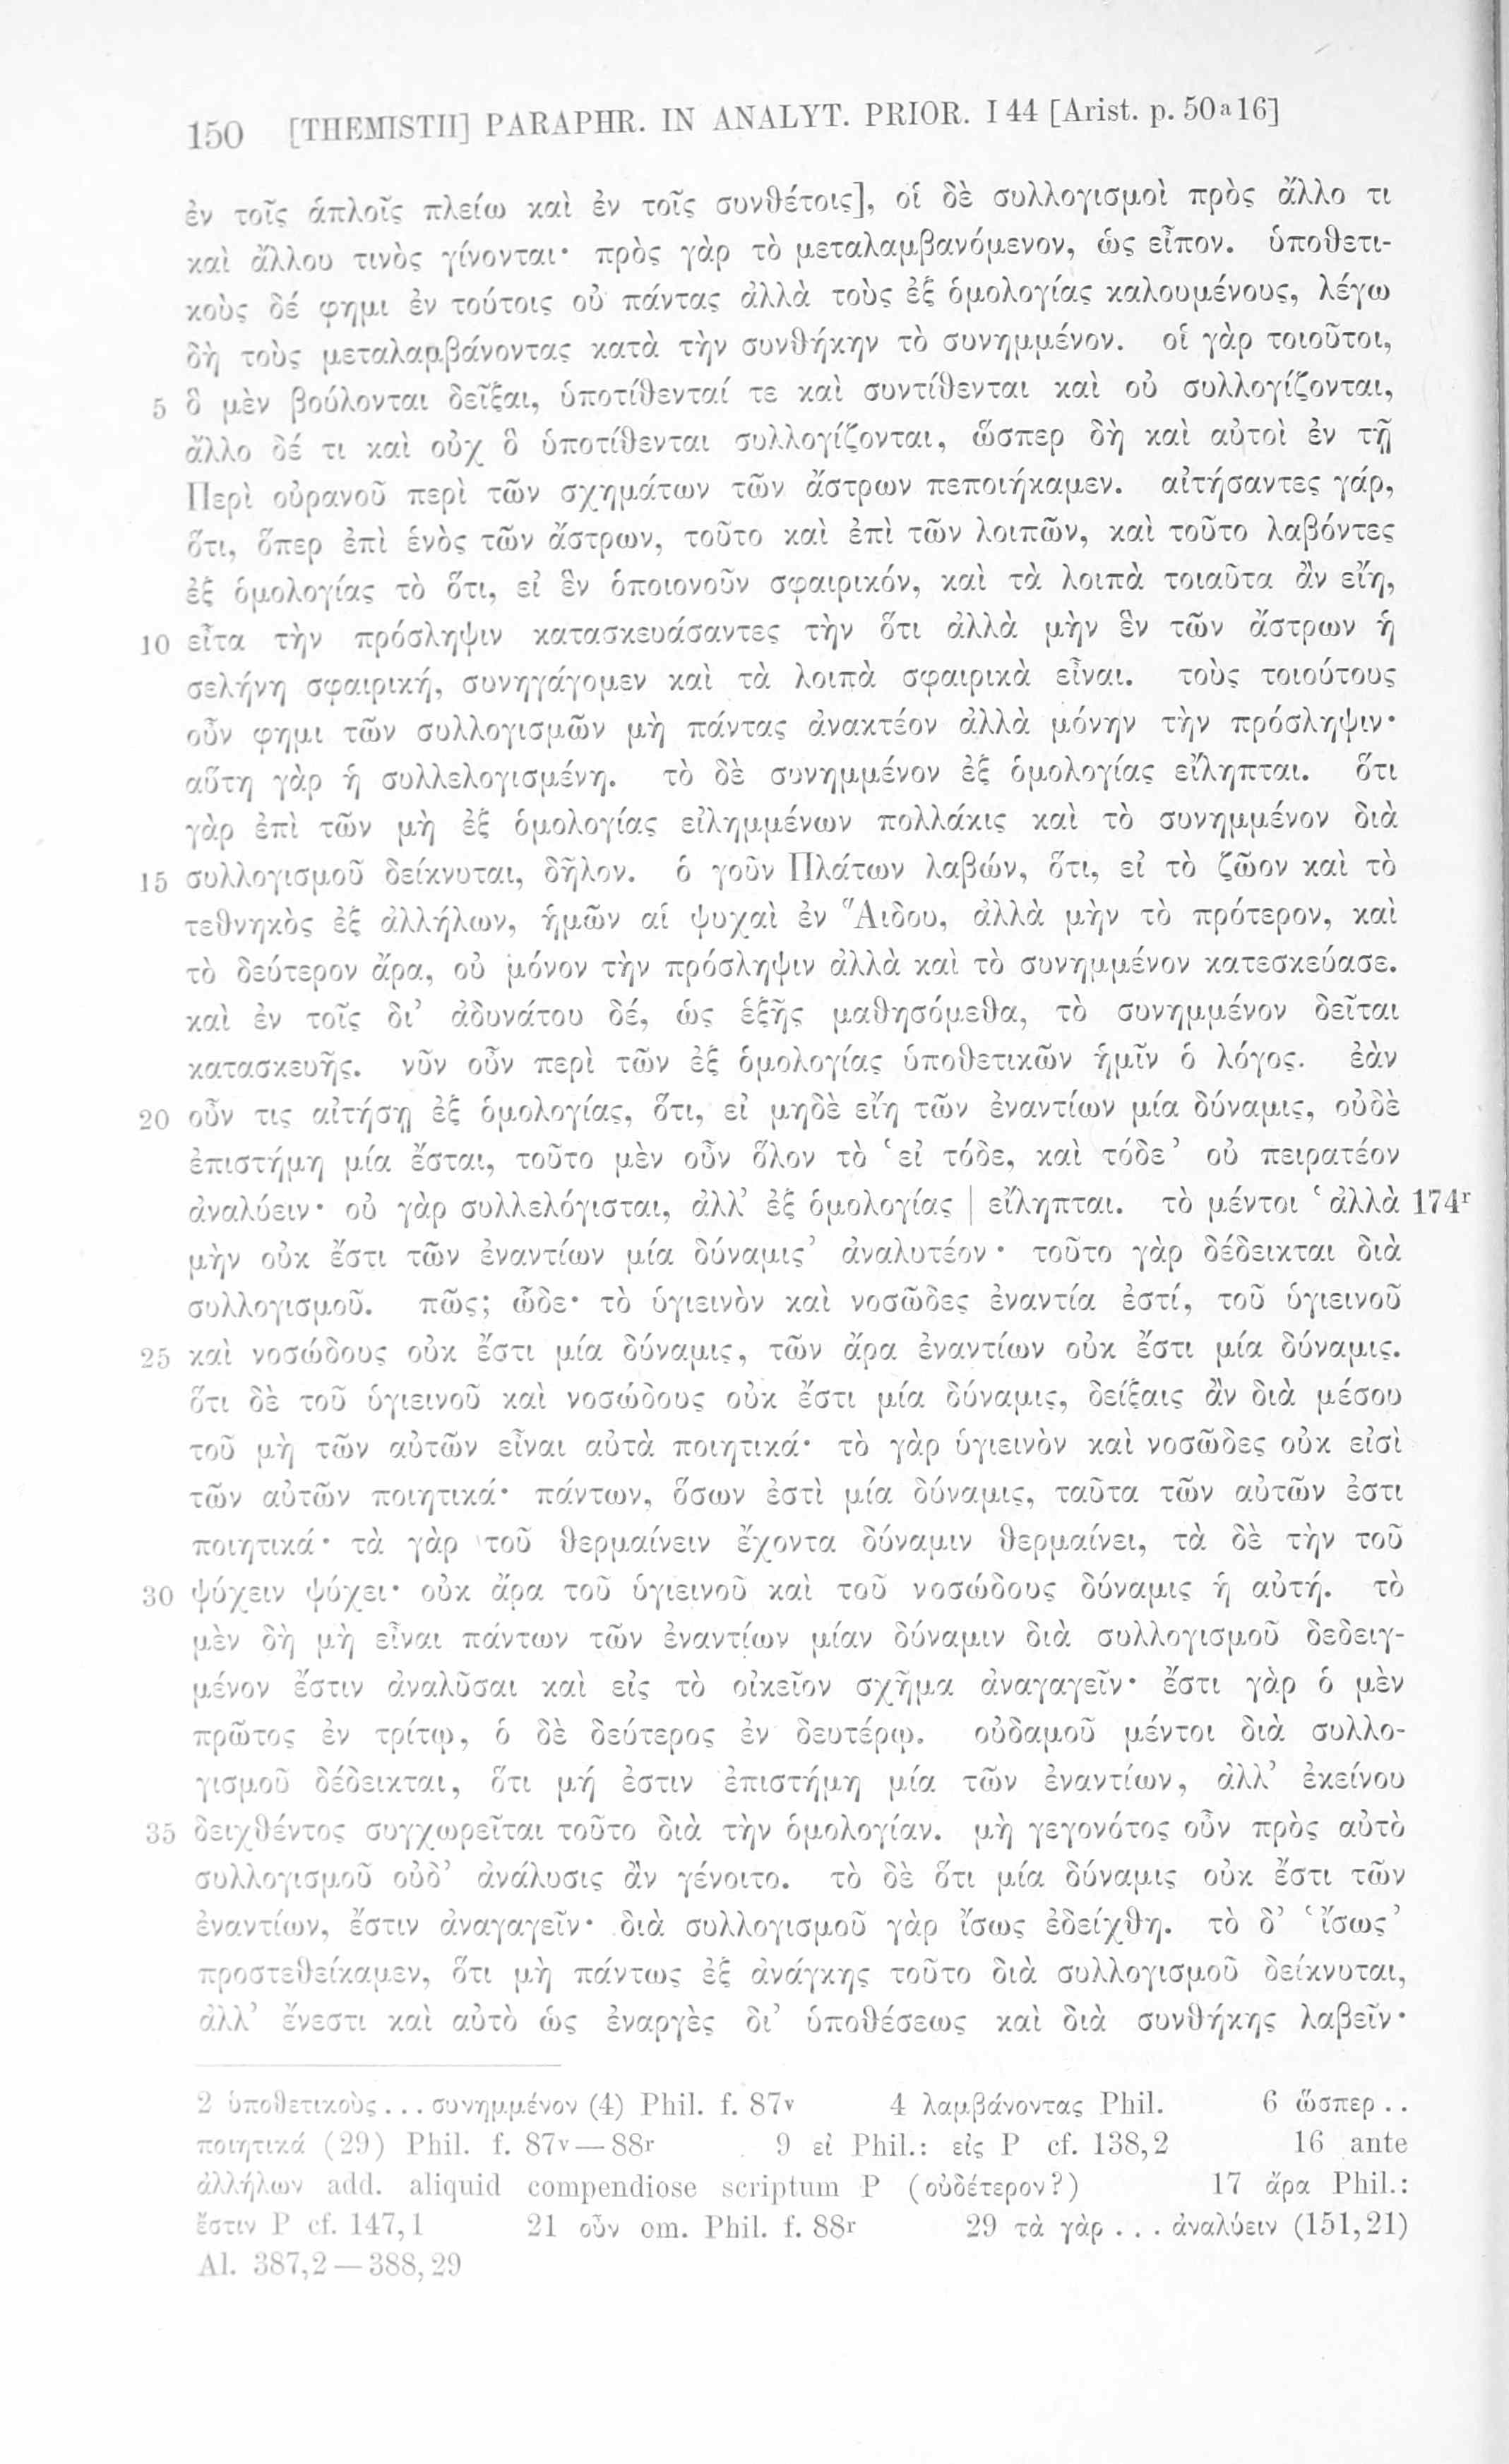 150 [THEMISTII] PARAPHR. IN ANALYT. PRIOR. I 44 [Arist. p. 50ᵃ16]
ἐν τοῖς ἁπλοῖς πλείω καὶ ἐν τοῖς συνθέτοις], οἱ δὲ συλλογισμοὶ πρὸς ἄλλο τι
καὶ ἄλλου τινὸς γίνονται· πρὸς γὰρ τὸ μεταλαμβανόμενον, ὡς εἶπον. ὑποθετι-
κοὺς δέ φημι ἐν τούτοις οὐ πάντας ἀλλὰ τοὺς ἐξ ὁμολογίας καλουμένους, λέγω
δὴ τοὺς μεταλαμβάνοντας κατὰ τὴν συνθήκην τὸ συνημμένον. οἱ γὰρ τοιοῦτοι,
5 ὃ μὲν βούλονται δεῖξαι, ὑποτίθενταί τε καὶ συντίθενται καὶ οὐ συλλογίζονται,
ἄλλο δέ τι καὶ οὐχ ὃ ὑποτίθενται συλλογίζονται, ὥσπερ δὴ καὶ αὐτοὶ ἐν τῇ
Περὶ οὐρανοῦ περὶ τῶν σχημάτων τῶν ἄστρων πεποιήκαμεν. αἰτήσαντες γάρ,
ὅτι, ὅπερ ἐπὶ ἑνὸς τῶν ἄστρων, τοῦτο καὶ ἐπὶ τῶν λοιπῶν, καὶ τοῦτο λαβόντες
ἐξ ὁμολογίας τὸ ὅτι, εἰ ἓν ὁποιονοῦν σφαιρικόν, καὶ τὰ λοιπὰ τοιαῦτα ἂν εἴη,
10 εἶτα τὴν πρόσληψιν κατασκευάσαντες τὴν ὅτι ἀλλὰ μὴν ἓν τῶν ἄστρων ἡ
σελήνη σφαιρική, συνηγάγομεν καὶ τὰ λοιπὰ σφαιρικὰ εἶναι. τοὺς τοιούτους
οὖν φημι τῶν συλλογισμῶν μὴ πάντας ἀνακτέον ἀλλὰ μόνην τὴν πρόσληψιν·
αὕτη γὰρ ἡ συλλελογισμένη. τὸ δὲ συνημμένον ἐξ ὁμολογίας εἴληπται. ὅτι
γὰρ ἐπὶ τῶν μὴ ἐξ ὁμολογίας εἰλημμένων πολλάκις καὶ τὸ συνημμένον διὰ
15 συλλογισμοῦ δείκνυται, δῆλον. ὁ γοῦν Πλάτων λαβών, ὅτι, εἰ τὸ ζῶον καὶ τὸ
τεθνηκὸς ἐξ ἀλλήλων, ἡμῶν αἱ ψυχαὶ ἐν Ἅιδου, ἀλλὰ μὴν τὸ πρότερον, καὶ
τὸ δεύτερον ἄρα, οὐ μόνον τὴν πρόσληψιν ἀλλὰ καὶ τὸ συνημμένον κατεσκεύασε.
καὶ ἐν τοῖς δι’ ἀδυνάτου δέ, ὡς ἑξῆς μαθησόμεθα, τὸ συνημμένον δεῖται
κατασκευῆς. νῦν οὖν περὶ τῶν ἐξ ὁμολογίας ὑποθετικῶν ἡμῖν ὁ λόγος. ἐὰν
20 οὖν τις αἰτήσῃ ἐξ ὁμολογίας, ὅτι, εἰ μηδὲ εἴη τῶν ἐναντίων μία δύναμις, οὐδὲ
ἐπιστήμη μία ἔσται, τοῦτο μὲν οὖν ὅλον τὸ ‘εἰ τόδε, καὶ τόδε’ οὐ πειρατέον
ἀναλύειν· οὐ γὰρ συλλελόγισται, ἀλλ’ ἐξ ὁμολογίας | εἴληπται. τὸ μέντοι ‘ἀλλὰ 174ʳ
μὴν οὐκ ἔστι τῶν ἐναντίων μία δύναμις’ ἀναλυτέον· τοῦτο γὰρ δέδεικται διὰ
συλλογισμοῦ. πῶς; ὧδε· τὸ ὑγιεινὸν καὶ νοσῶδες ἐναντία ἐστί, τοῦ ὑγιεινοῦ
25 καὶ νοσώδους οὐκ ἔστι μία δύναμις, τῶν ἄρα ἐναντίων οὐκ ἔστι μία δύναμις.
ὅτι δὲ τοῦ ὑγιεινοῦ καὶ νοσώδους οὐκ ἔστι μία δύναμις, δείξαις ἂν διὰ μέσου
τοῦ μὴ τῶν αὐτῶν εἶναι αὐτὰ ποιητικά· τὸ γὰρ ὑγιεινὸν καὶ νοσῶδες οὐκ εἰσὶ
τῶν αὐτῶν ποιητικά· πάντων, ὅσων ἐστὶ μία δύναμις, ταῦτα τῶν αὐτῶν ἐστι
ποιητικά· τὰ γὰρ τοῦ θερμαίνειν ἔχοντα δύναμιν θερμαίνει, τὰ δὲ τὴν τοῦ
30 ψύχειν ψύχει· οὐκ ἄρα τοῦ ὑγιεινοῦ καὶ τοῦ νοσώδους δύναμις ἡ αὐτή. τὸ
μὲν δὴ μὴ εἶναι πάντων τῶν ἐναντίων μίαν δύναμιν διὰ συλλογισμοῦ δεδειγ-
μένον ἔστιν ἀναλῦσαι καὶ εἰς τὸ οἰκεῖον σχῆμα ἀναγαγεῖν· ἔστι γὰρ ὁ μὲν
πρῶτος ἐν τρίτῳ, ὁ δὲ δεύτερος ἐν δευτέρῳ. οὐδαμοῦ μέντοι διὰ συλλο-
γισμοῦ δέδεικται, ὅτι μή ἐστιν ἐπιστήμη μία τῶν ἐναντίων, ἀλλ’ ἐκείνου
35 δειχθέντος συγχωρεῖται τοῦτο διὰ τὴν ὁμολογίαν. μὴ γεγονότος οὖν πρὸς αὐτὸ
συλλογισμοῦ οὐδ’ ἀνάλυσις ἂν γένοιτο. τὸ δὲ ὅτι μία δύναμις οὐκ ἔστι τῶν
ἐναντίων, ἔστιν ἀναγαγεῖν· διὰ συλλογισμοῦ γὰρ ἴσως ἐδείχθη. τὸ δ’ ‘ἴσως’
προστεθείκαμεν, ὅτι μὴ πάντως ἐξ ἀνάγκης τοῦτο διὰ συλλογισμοῦ δείκνυται,
ἀλλ’ ἔνεστι καὶ αὐτὸ ὡς ἐναργὲς δι’ ὑποθέσεως καὶ διὰ συνθήκης λαβεῖν·
2 ὑποθετικοὺς ... συνημμένον (4) Phil. f. 87ᵛ 4 λαμβάνοντας Phil. 6 ὥσπερ ..
ποιητικά (29) Phil. f. 87ᵛ—88ʳ 9 εἰ Phil.: εἰς P cf. 138,2 16 ante
ἀλλήλων add. aliquid compendiose scriptum P (οὐδέτερον?) 17 ἄρα Phil.:
ἔστιν P cf. 147,1 21 οὖν om. Phil. f. 88ʳ 29 τὰ γὰρ ... ἀναλύειν (151,21)
Al. 387,2—388,29